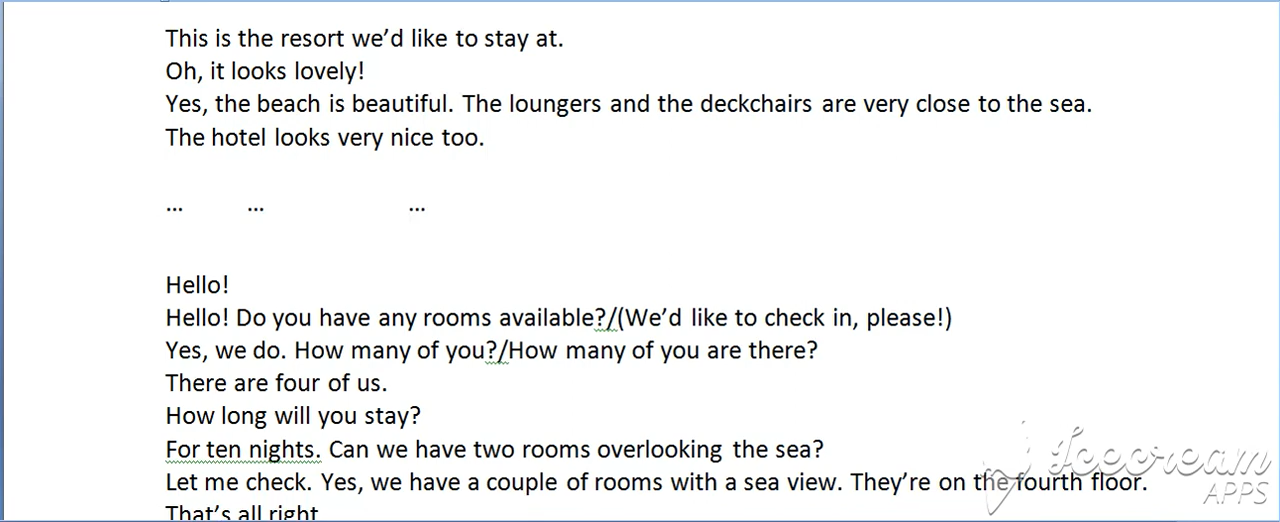 This is the resort we’d like to stay at.
Oh, it looks lovely!
Yes, the beach is beautiful. The loungers and the deckchairs are very close to the sea.
The hotel looks very nice too.
... ... ...
Hello!
Hello! Do you have any rooms available?/(We’d like to check in, please!)
Yes, we do. How many of you?/How many of you are there?
There are four of us.
How long will you stay?
For ten nights. Can we have two rooms overlooking the sea?
Let me check. Yes, we have a couple of rooms with a sea view. They’re on the fourth floor.
That’s all right
Icecream
APPS